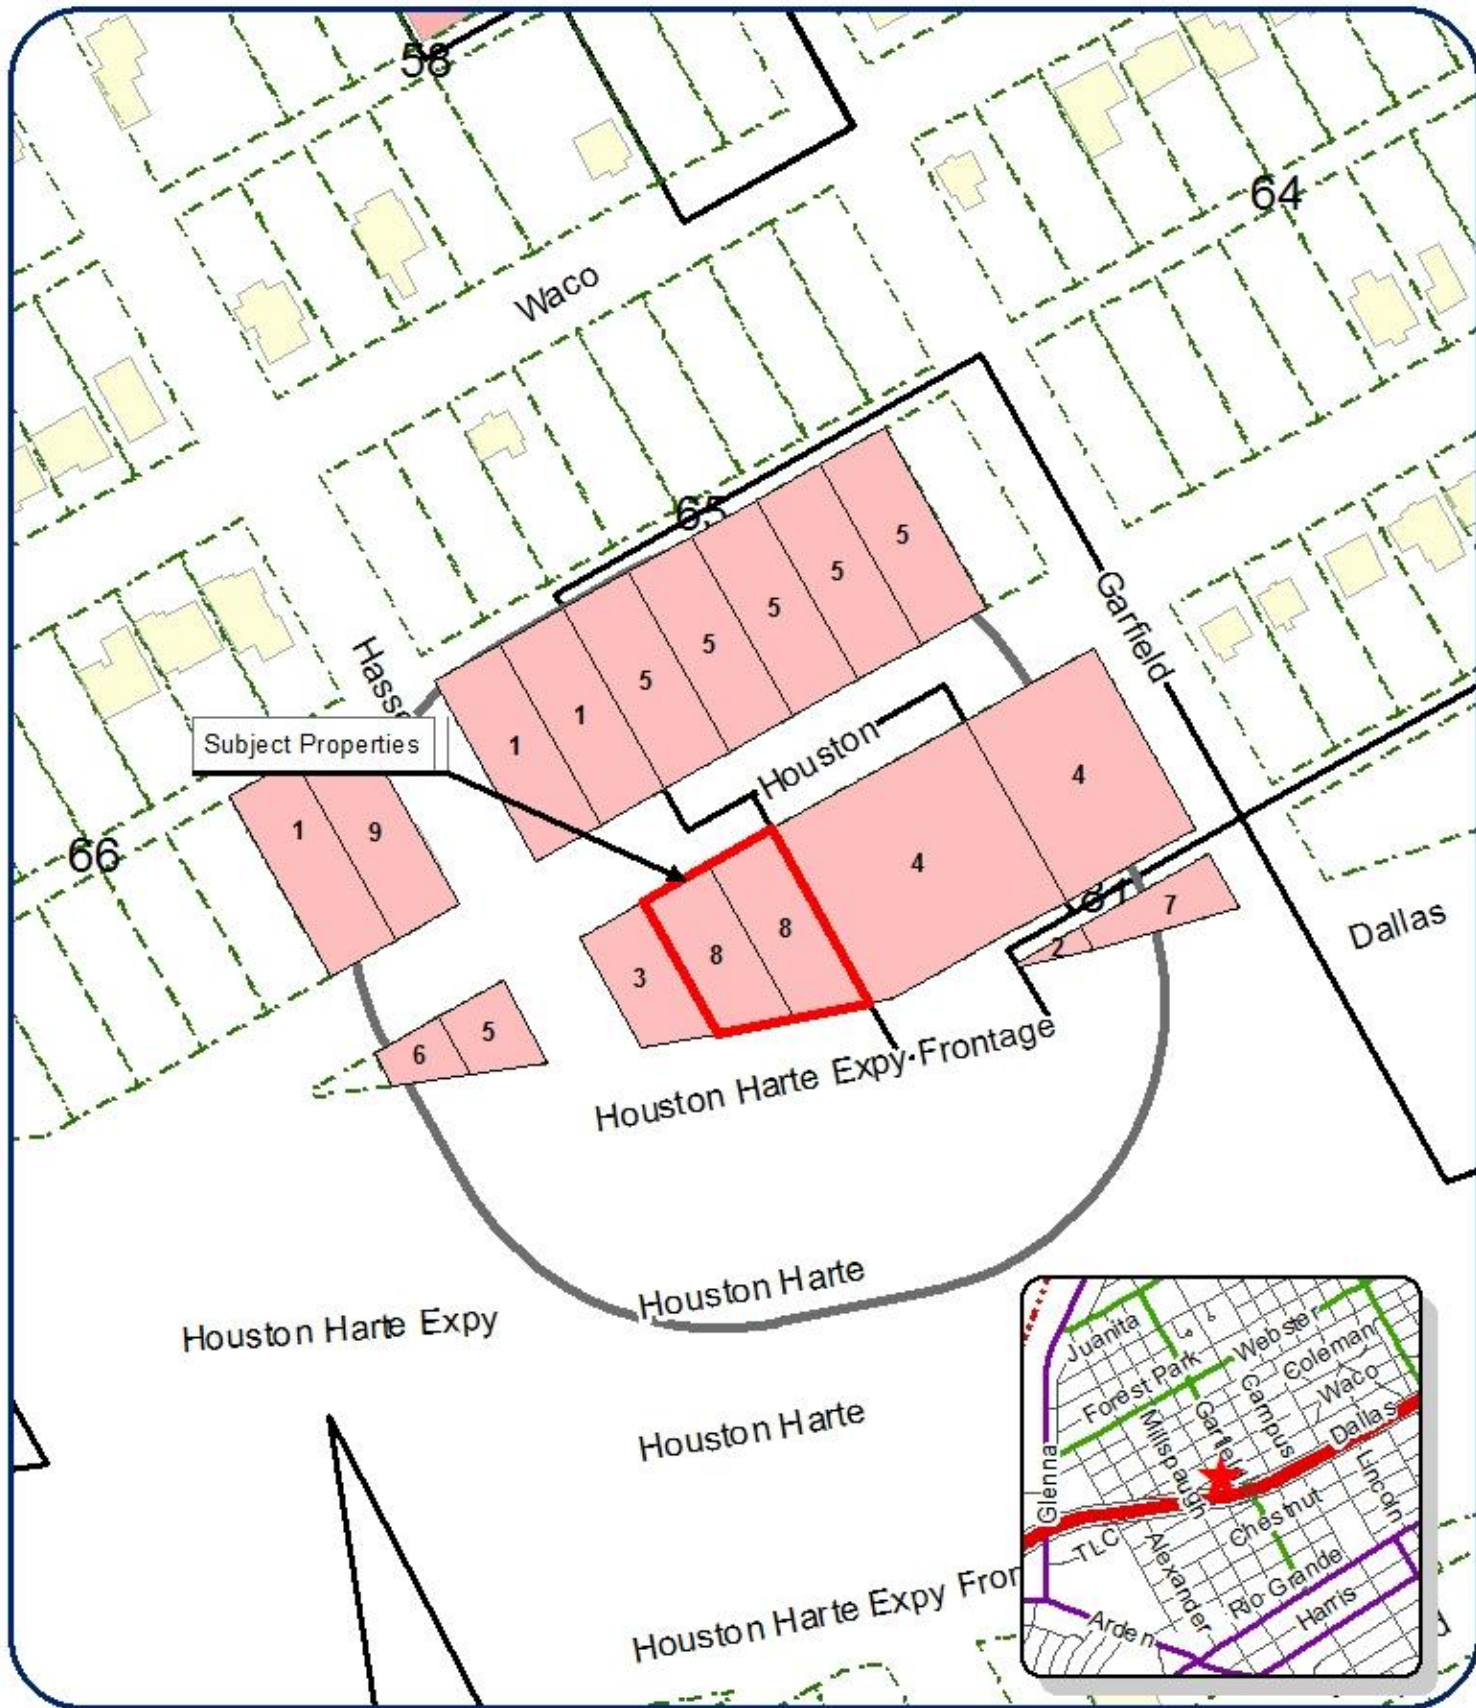 58
64
Waco
65
5
5
5
5
5
1
1
Garfield
Hasse
Subject Properties
Houston
4
4
1
9
66
8
8
3
7
2
Dallas
6
5
Houston Harte Expy Frontage
Houston Harte
Houston Harte Expy
Houston Harte
Houston Harte Expy Fron
Juanita
Webster
Coleman
Forest Park
Waco
Campus
Garfield
Millspaugh
Dallas
Glenna
Lincoln
Chestnut
TLC
Alexander
Rio Grande
Harris
Arden